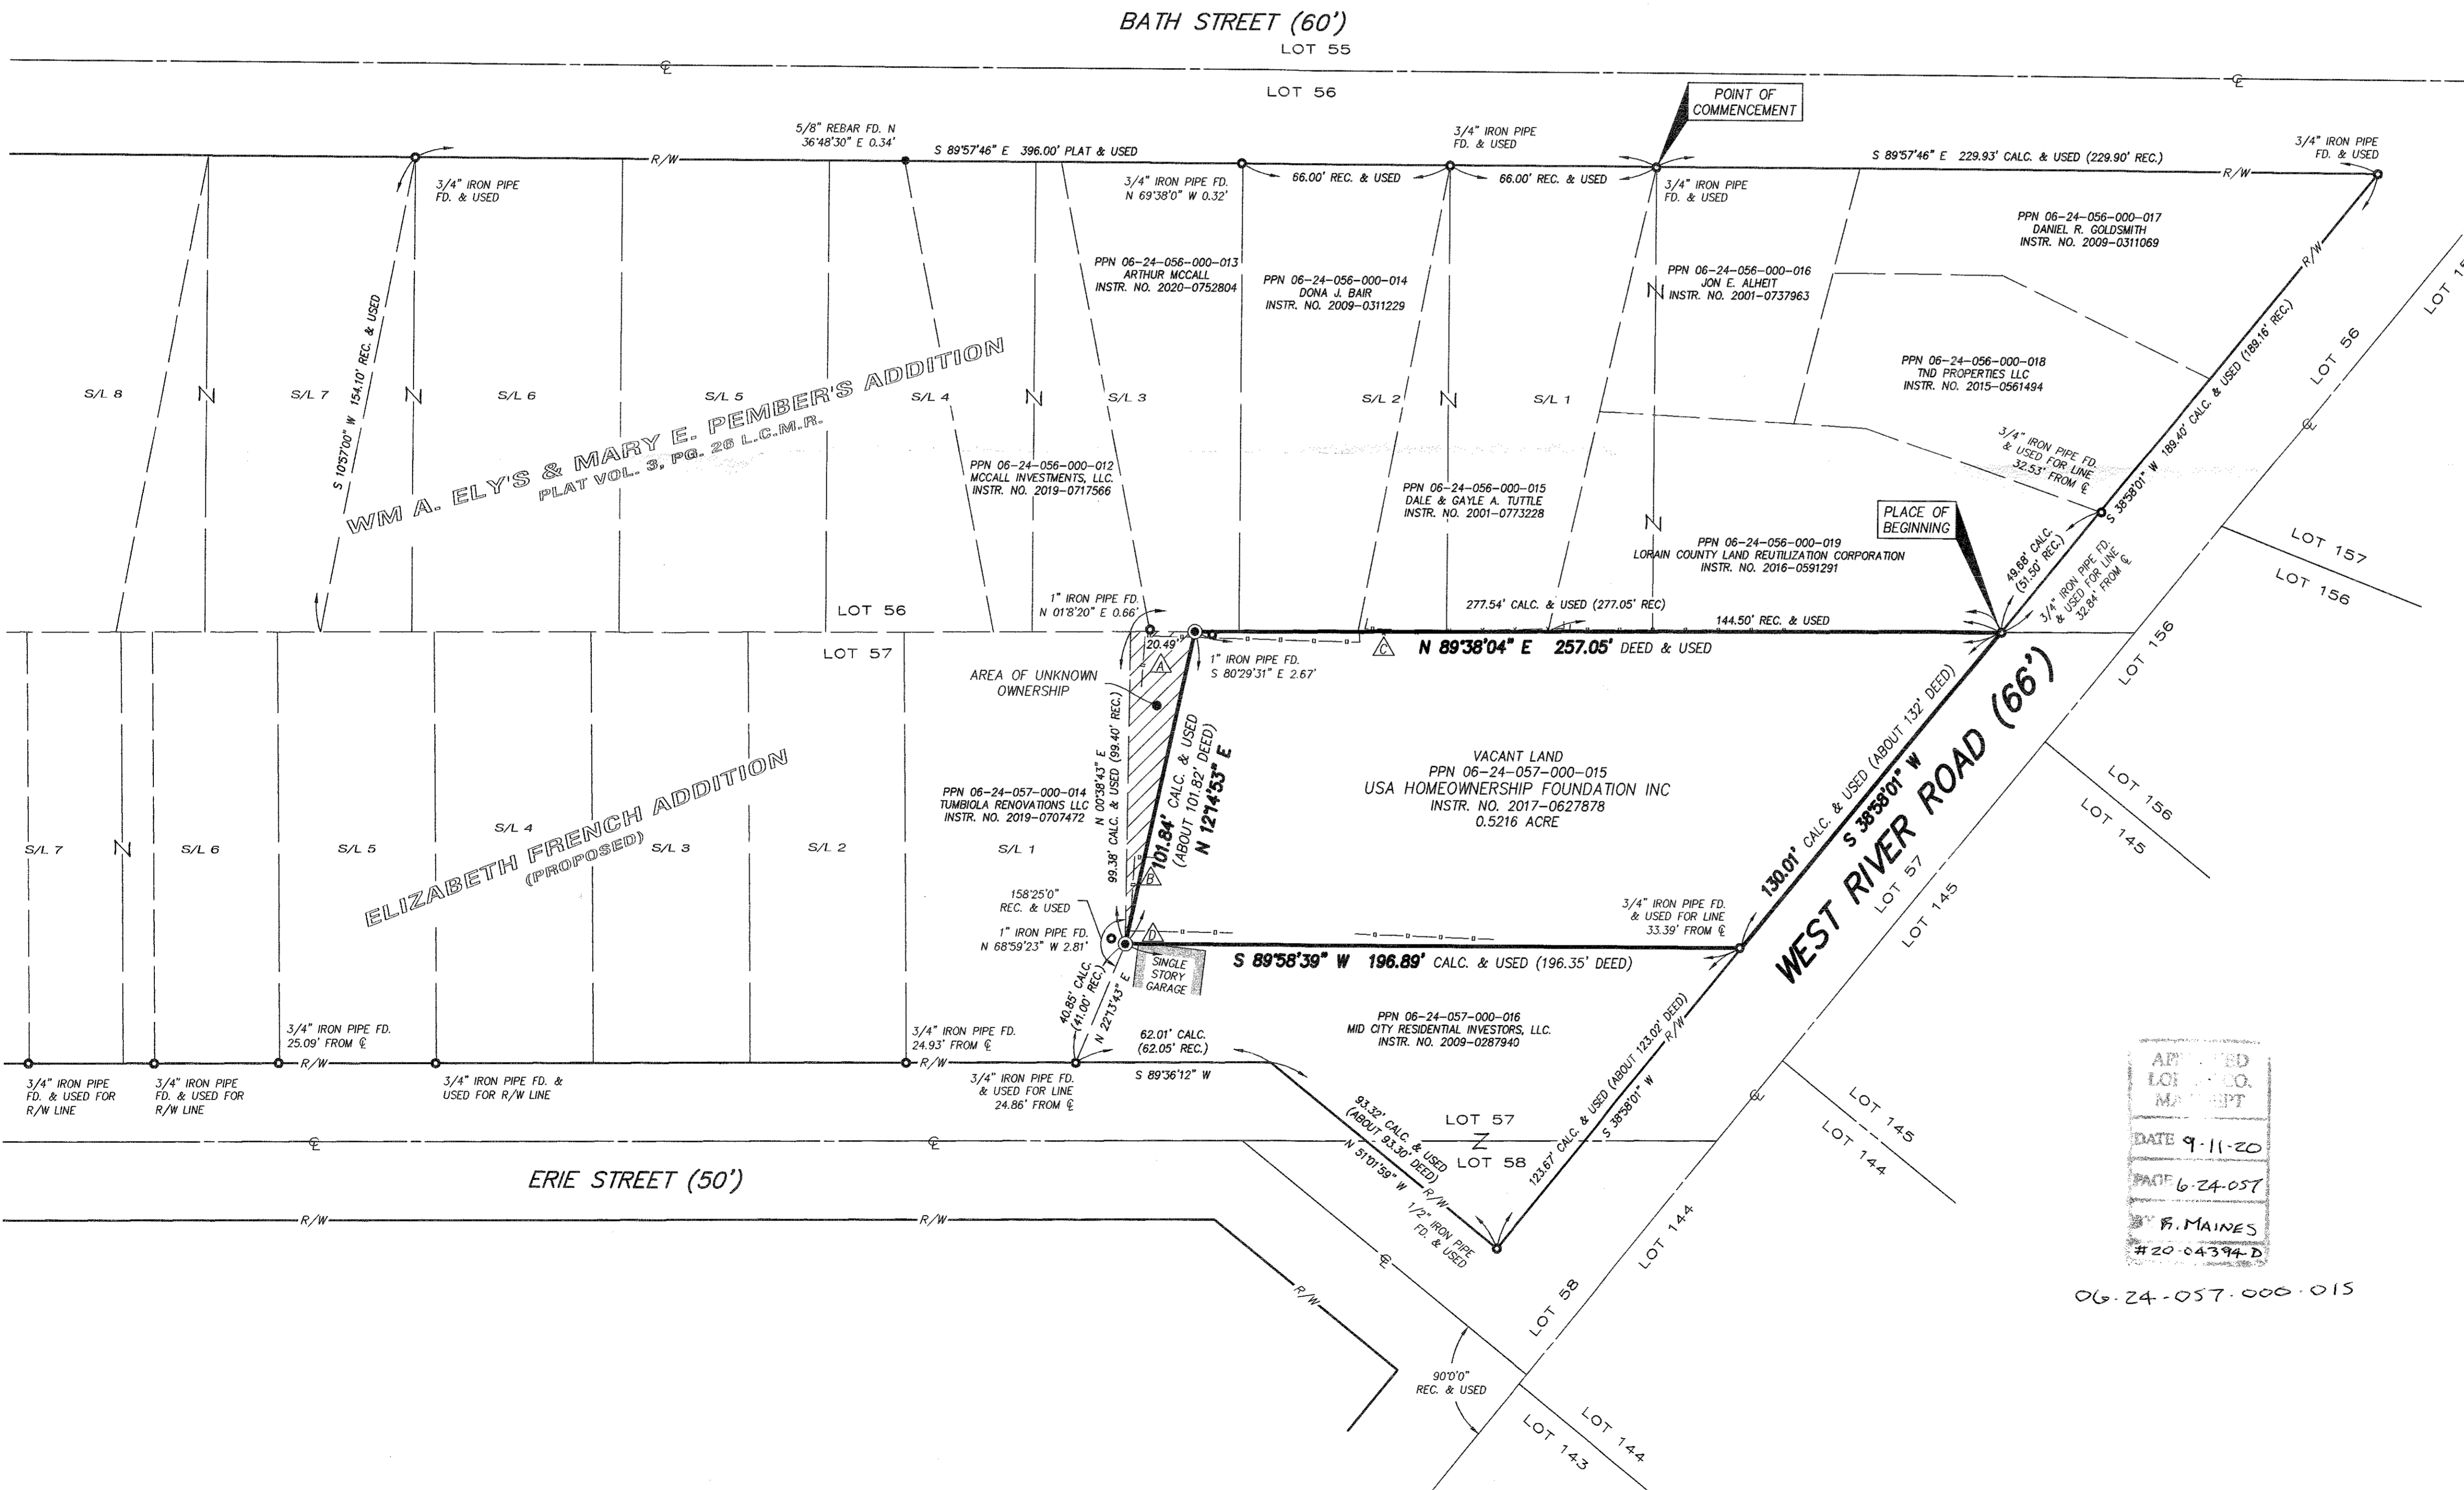 BATH STREET (60')
LOT 55
℄
℄
LOT 56
POINT OF
COMMENCEMENT
5/8" REBAR FD. N
36°48'30" E 0.34'
3/4" IRON PIPE
FD. & USED
3/4" IRON PIPE
FD. & USED
R/W
S 89°57'46" E 396.00' PLAT & USED
S 89°57'46" E 229.93' CALC. & USED (229.90' REC.)
R/W
3/4" IRON PIPE
FD. & USED
3/4" IRON PIPE FD.
N 69°38'0" W 0.32'
66.00' REC. & USED
66.00' REC. & USED
3/4" IRON PIPE
FD. & USED
PPN 06-24-056-000-017
DANIEL R. GOLDSMITH
INSTR. NO. 2009-0311069
PPN 06-24-056-000-013
ARTHUR MCCALL
INSTR. NO. 2020-0752804
PPN 06-24-056-000-014
DONA J. BAIR
INSTR. NO. 2009-0311229
PPN 06-24-056-000-016
JON E. ALHEIT
INSTR. NO. 2001-0737963
N
R/W
LOT 56
S 10°57'00" W 154.10' REC. & USED
PPN 06-24-056-000-018
TND PROPERTIES LLC
INSTR. NO. 2015-0561494
S 38°58'01" W 189.40' CALC. & USED (189.16' REC.)
S/L 8
N
S/L 7
N
S/L 6
S/L 5
S/L 4
N
S/L 3
S/L 2
N
S/L 1
℄
WM A. ELY'S & MARY E. PEMBER'S ADDITION
PLAT VOL. 3, PG. 26 L.C.M.R.
3/4" IRON PIPE FD.
& USED FOR LINE
32.53' FROM ℄
PPN 06-24-056-000-012
MCCALL INVESTMENTS, LLC.
INSTR. NO. 2019-0717566
PPN 06-24-056-000-015
DALE & GAYLE A. TUTTLE
INSTR. NO. 2001-0773228
PLACE OF
BEGINNING
N
PPN 06-24-056-000-019
LORAIN COUNTY LAND REUTILIZATION CORPORATION
INSTR. NO. 2016-0591291
49.68' CALC.
(51.50' REC.)
3/4" IRON PIPE FD.
& USED FOR LINE
32.84' FROM ℄
LOT 157
LOT 156
LOT 56
1" IRON PIPE FD.
N 01°8'20" E 0.66'
277.54' CALC. & USED (277.05' REC)
144.50' REC. & USED
LOT 57
20.49'
A
C
N 89°38'04" E 257.05' DEED & USED
1" IRON PIPE FD.
S 80°29'31" E 2.67'
LOT 156
AREA OF UNKNOWN
OWNERSHIP
N 00°38'43" E
99.38' CALC. & USED (99.40' REC.)
101.84' CALC. & USED
(ABOUT 101.82' DEED)
N 12°14'53" E
VACANT LAND
PPN 06-24-057-000-015
USA HOMEOWNERSHIP FOUNDATION INC
INSTR. NO. 2017-0627878
0.5216 ACRE
130.01' CALC. & USED (ABOUT 132' DEED)
S 38°58'01" W
WEST RIVER ROAD (66')
LOT 57
LOT 145
LOT 156
LOT 145
PPN 06-24-057-000-014
TUMBIOLA RENOVATIONS LLC
INSTR. NO. 2019-0707472
S/L 7
N
S/L 6
S/L 5
S/L 4
S/L 3
S/L 2
S/L 1
ELIZABETH FRENCH ADDITION
(PROPOSED)
B
158°25'0"
REC. & USED
1" IRON PIPE FD.
N 68°59'23" W 2.81'
D
3/4" IRON PIPE FD.
& USED FOR LINE
33.39' FROM ℄
S 89°58'39" W 196.89' CALC. & USED (196.35' DEED)
SINGLE
STORY
GARAGE
40.85' CALC.
(41.00' REC.)
N 22°13'43" E
PPN 06-24-057-000-016
MID CITY RESIDENTIAL INVESTORS, LLC.
INSTR. NO. 2009-0287940
3/4" IRON PIPE FD.
25.09' FROM ℄
3/4" IRON PIPE FD.
24.93' FROM ℄
62.01' CALC.
(62.05' REC.)
R/W
R/W
S 89°36'12" W
3/4" IRON PIPE
FD. & USED FOR
R/W LINE
3/4" IRON PIPE
FD. & USED FOR
R/W LINE
3/4" IRON PIPE FD. &
USED FOR R/W LINE
3/4" IRON PIPE FD.
& USED FOR LINE
24.86' FROM ℄
93.32' CALC. & USED
(ABOUT 93.30' DEED)
N 51°01'59" W
R/W
1/2" IRON PIPE
FD. & USED
123.67' CALC. & USED (ABOUT 123.02' DEED)
R/W
S 38°58'01" W
℄
LOT 145
LOT 144
℄
℄
LOT 57
N
LOT 58
ERIE STREET (50')
R/W
R/W
R/W
℄
LOT 144
LOT 58
90°0'0"
REC. & USED
LOT 144
LOT 143
CO.
DATE 9-11-20
PAGE 6-24-057
BY R. MAINES
#20-04394-D
06-24-057-000-015